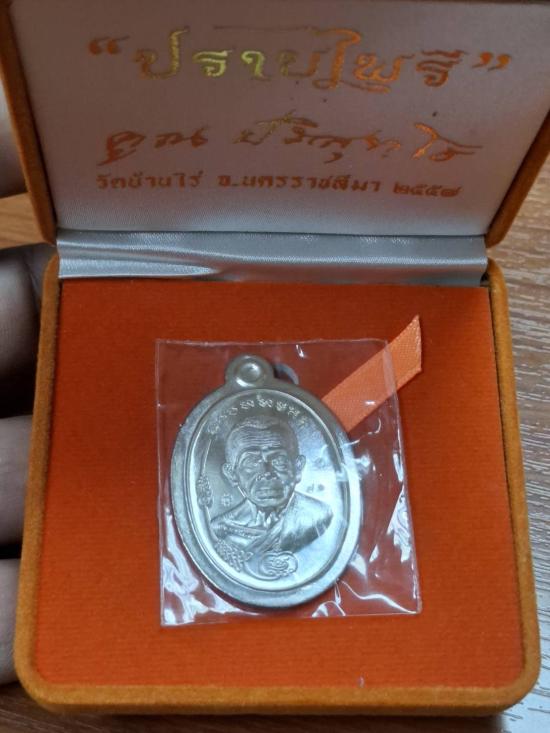 “ปราบไพรี”
คูณ ปริสุทฺโธ
วัดบ้านไร่ จ.นครราชสีมา ๒๕๕๗